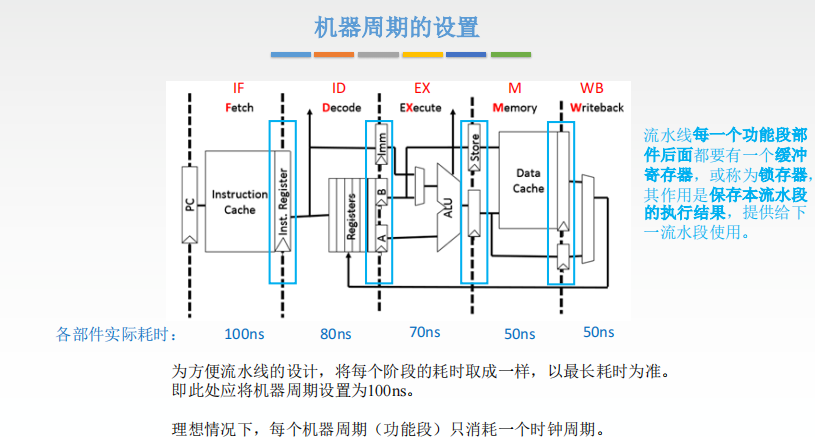 机器周期的设置
IF ID EX M WB
Fetch Decode EXecute Memory Writeback
PC
Instruction
Cache
Inst. Register
Registers
Imm
B
A
ALU
Store
Data
Cache
流水线每一个功能段部
件后面都要有一个缓冲
寄存器，或称为锁存器，
其作用是保存本流水段
的执行结果，提供给下
一流水段使用。
各部件实际耗时： 100ns 80ns 70ns 50ns 50ns
为方便流水线的设计，将每个阶段的耗时取成一样，以最长耗时为准。
即此处应将机器周期设置为100ns。
理想情况下，每个机器周期（功能段）只消耗一个时钟周期。